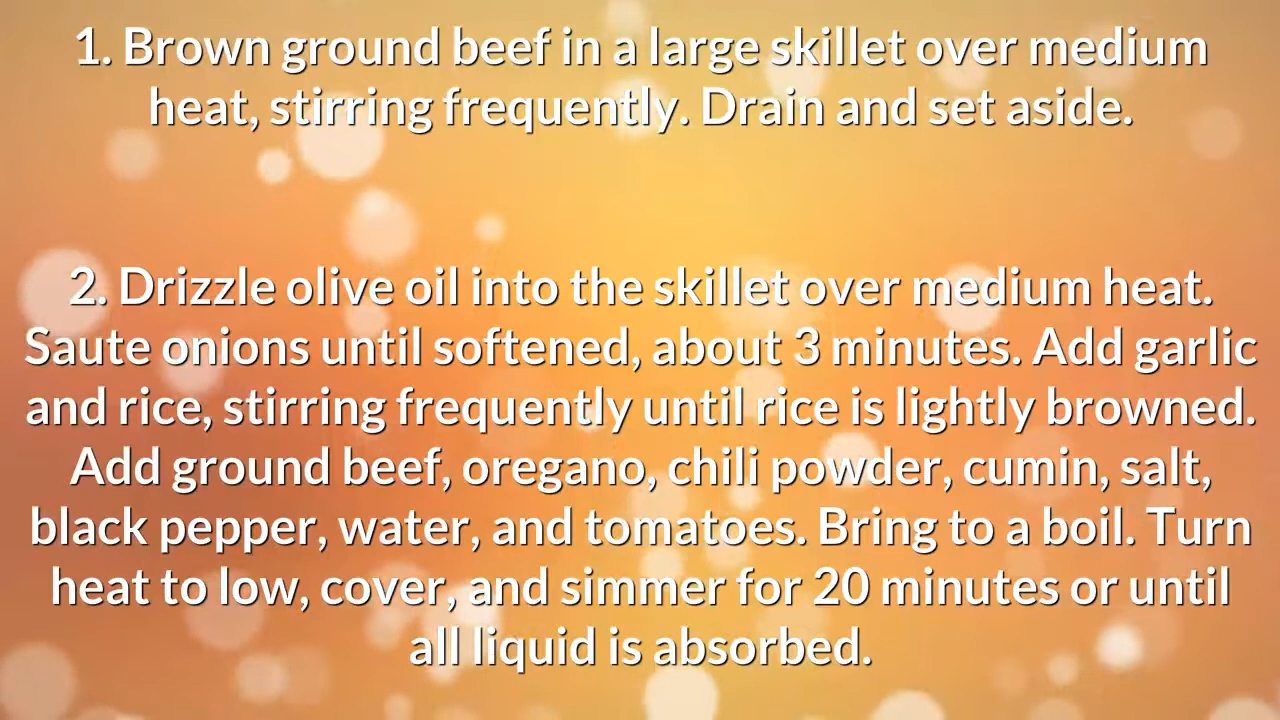 1. Brown ground beef in a large skillet over medium
heat, stirring frequently. Drain and set aside.
2. Drizzle olive oil into the skillet over medium heat.
Saute onions until softened, about 3 minutes. Add garlic
and rice, stirring frequently until rice is lightly browned.
Add ground beef, oregano, chili powder, cumin, salt,
black pepper, water, and tomatoes. Bring to a boil. Turn
heat to low, cover, and simmer for 20 minutes or until
all liquid is absorbed.